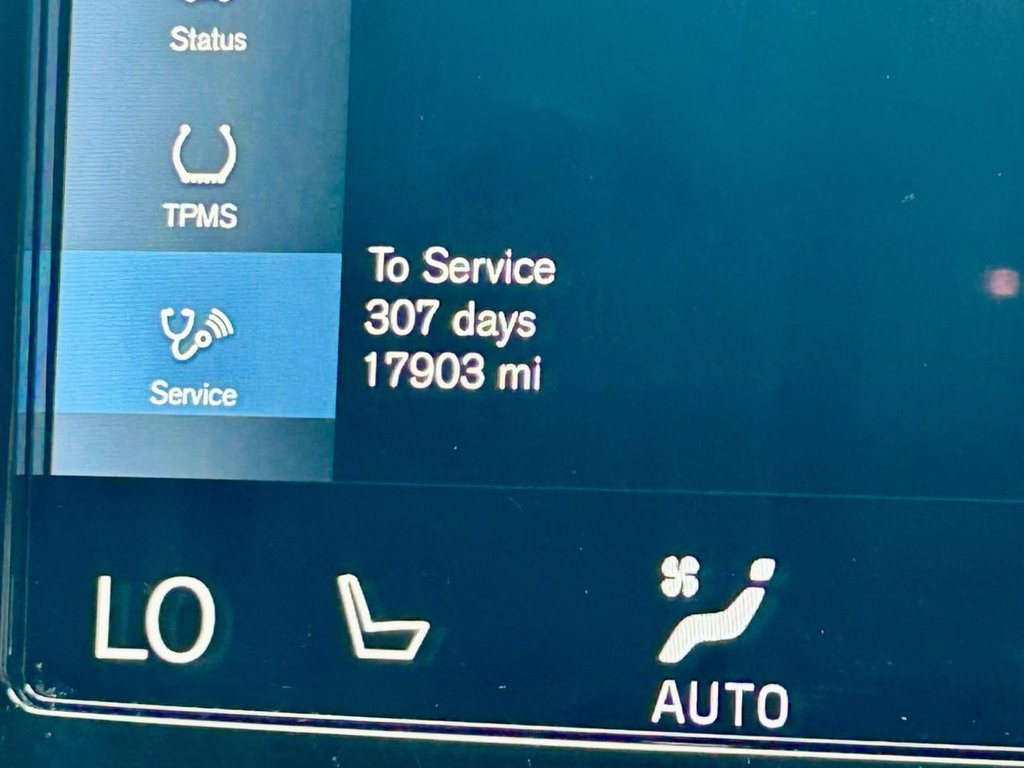 Status
TPMS
To Service
307 days
17903 mi
Service
LO
AUTO